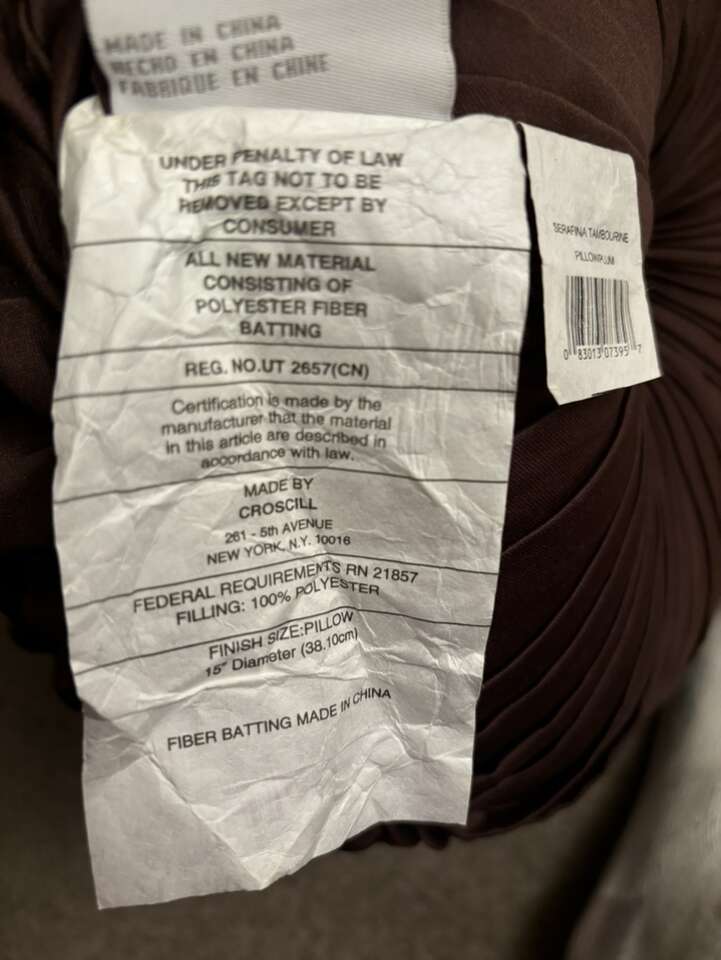 MADE IN CHINA
HECHO EN CHINA
FABRIQUE EN CHINE
UNDER PENALTY OF LAW
THIS TAG NOT TO BE
REMOVED EXCEPT BY
CONSUMER
ALL NEW MATERIAL
CONSISTING OF
POLYESTER FIBER
BATTING
REG. NO.UT 2657(CN)
Certification is made by the
manufacturer that the material
in this article are described in
accordance with law.
MADE BY
CROSCILL
261 - 5th AVENUE
NEW YORK, N.Y. 10016
FEDERAL REQUIREMENTS RN 21857
FILLING: 100% POLYESTER
FINISH SIZE:PILLOW
15" Diameter (38.10cm)
FIBER BATTING MADE IN CHINA
SERAFINA TAMBOURINE
PILLOW/PLUM
0 83013 07395 7